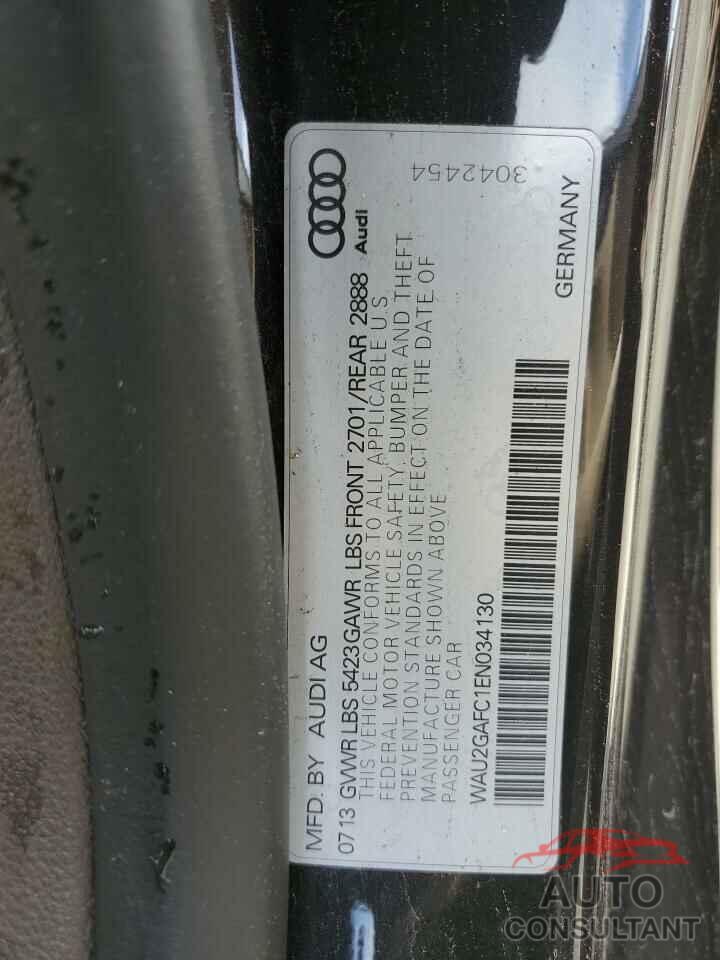 MFD. BY AUDI AG
Audi
3042454
07 13 GVWR LBS 5423 GAWR LBS FRONT 2701/REAR 2888
THIS VEHICLE CONFORMS TO ALL APPLICABLE U.S
FEDERAL MOTOR VEHICLE SAFETY, BUMPER AND THEFT
PREVENTION STANDARDS IN EFFECT ON THE DATE OF
MANUFACTURE SHOWN ABOVE
PASSENGER CAR
WAU2GAFC1EN034130
GERMANY
AUTO
CONSULTANT